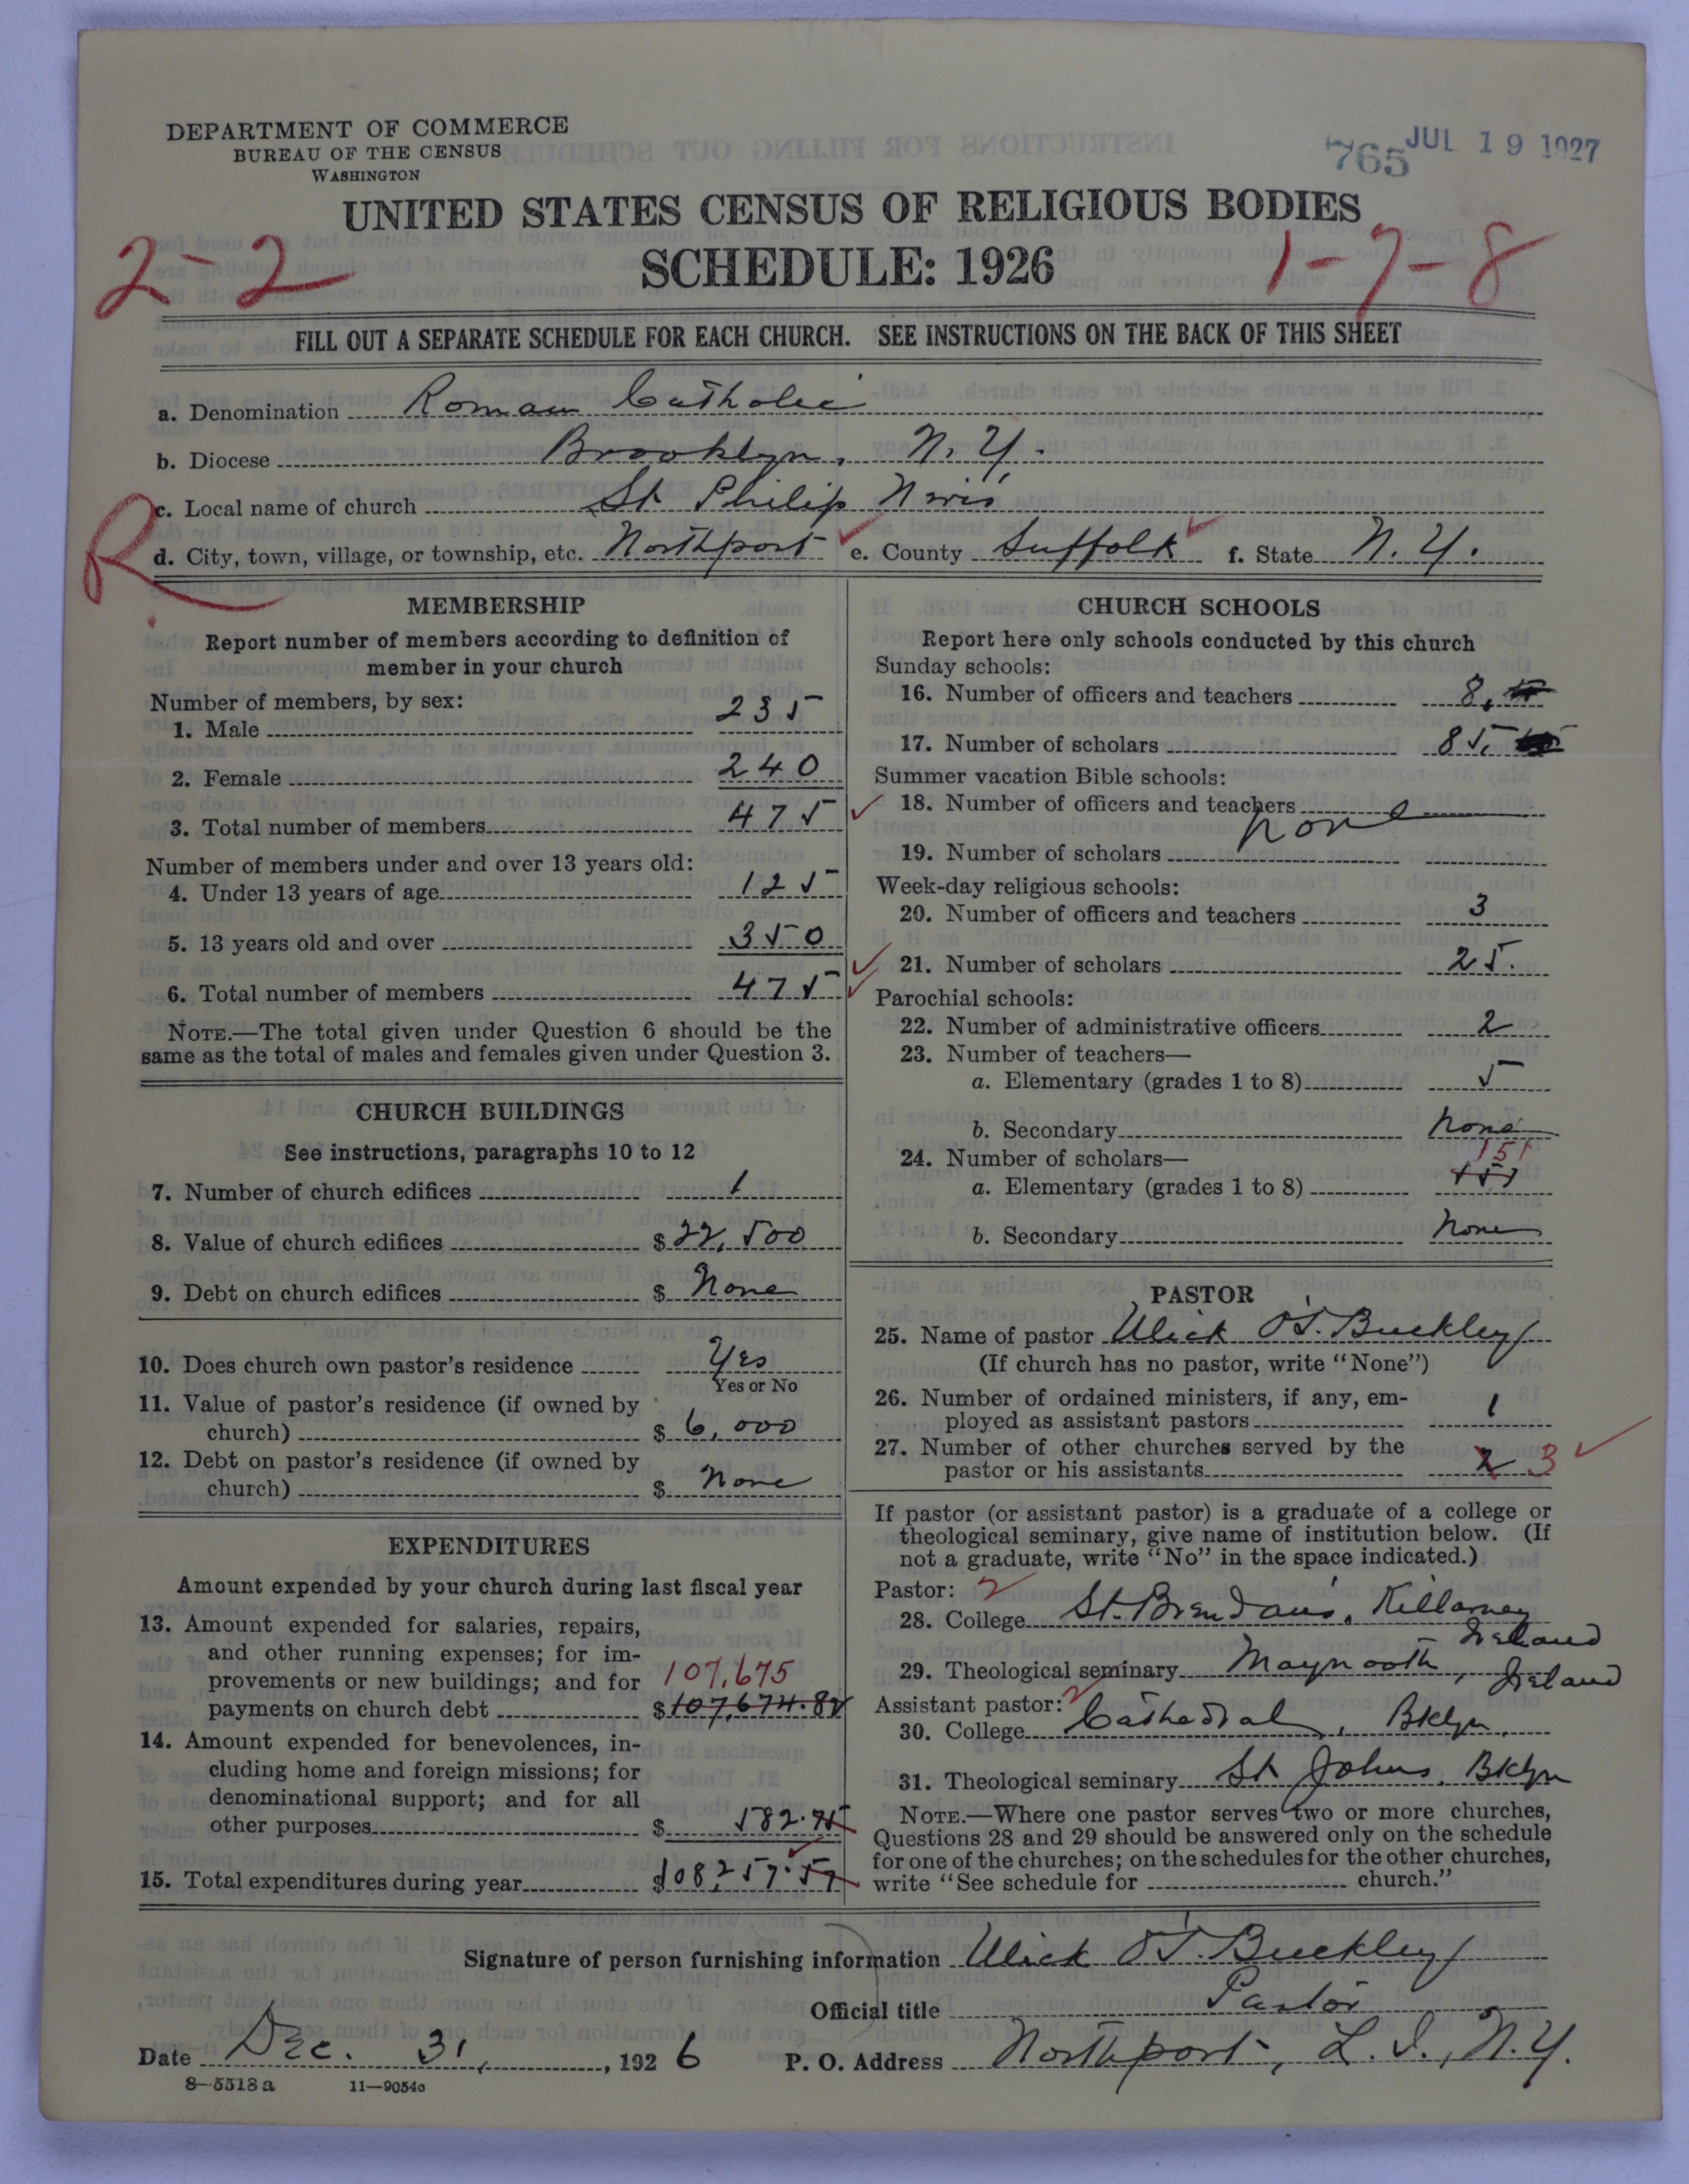 DEPARTMENT OF COMMERCE
BUREAU OF THE CENSUS
WASHINGTON
765 JUL 19 1927
UNITED STATES CENSUS OF RELIGIOUS BODIES
2-2 SCHEDULE: 1926 1-7-8
FILL OUT A SEPARATE SCHEDULE FOR EACH CHURCH. SEE INSTRUCTIONS ON THE BACK OF THIS SHEET
a. Denomination Roman Catholic
b. Diocese Brooklyn, N.Y.
c. Local name of church St Philip Neris
R
d. City, town, village, or township, etc. Northport e. County Suffolk f. State N.Y.
MEMBERSHIP
Report number of members according to definition of
member in your church
Number of members, by sex:
1. Male 235
2. Female 240
3. Total number of members 475
Number of members under and over 13 years old:
4. Under 13 years of age 125
5. 13 years old and over 350
6. Total number of members 475
NOTE.—The total given under Question 6 should be the
same as the total of males and females given under Question 3.
CHURCH BUILDINGS
See instructions, paragraphs 10 to 12
7. Number of church edifices 1
8. Value of church edifices $22,500
9. Debt on church edifices $ None
10. Does church own pastor's residence Yes
Yes or No
11. Value of pastor's residence (if owned by
church) $ 6,000
12. Debt on pastor's residence (if owned by
church) $ None
EXPENDITURES
Amount expended by your church during last fiscal year
13. Amount expended for salaries, repairs,
and other running expenses; for im-
provements or new buildings; and for 107,675
payments on church debt $107,674.82
14. Amount expended for benevolences, in-
cluding home and foreign missions; for
denominational support; and for all
other purposes $ 582.75
15. Total expenditures during year $108,257.57
CHURCH SCHOOLS
Report here only schools conducted by this church
Sunday schools:
16. Number of officers and teachers 8,
17. Number of scholars 85.
Summer vacation Bible schools:
18. Number of officers and teachers none
19. Number of scholars
Week-day religious schools:
20. Number of officers and teachers 3
21. Number of scholars 25.
Parochial schools:
22. Number of administrative officers 2
23. Number of teachers—
a. Elementary (grades 1 to 8) 5
b. Secondary None
24. Number of scholars— 151
a. Elementary (grades 1 to 8) 151
b. Secondary None
PASTOR
25. Name of pastor Ulick O'S. Buckley
(If church has no pastor, write "None")
26. Number of ordained ministers, if any, em-
ployed as assistant pastors 1
27. Number of other churches served by the
pastor or his assistants 2 3
If pastor (or assistant pastor) is a graduate of a college or
theological seminary, give name of institution below. (If
not a graduate, write "No" in the space indicated.)
Pastor: 2
28. College St. Brendan's, Killarney
Ireland
29. Theological seminary Maynooth, Ireland
Assistant pastor: 2
30. College Cathedral, Bklyn.
31. Theological seminary St Johns, Bklyn
NOTE.—Where one pastor serves two or more churches,
Questions 28 and 29 should be answered only on the schedule
for one of the churches; on the schedules for the other churches,
write "See schedule for church."
Signature of person furnishing information Ulick O'S. Buckley
Official title Pastor
Date Dec. 31, 1926 P. O. Address Northport, L.I., N.Y.
8—5518a 11—9054o